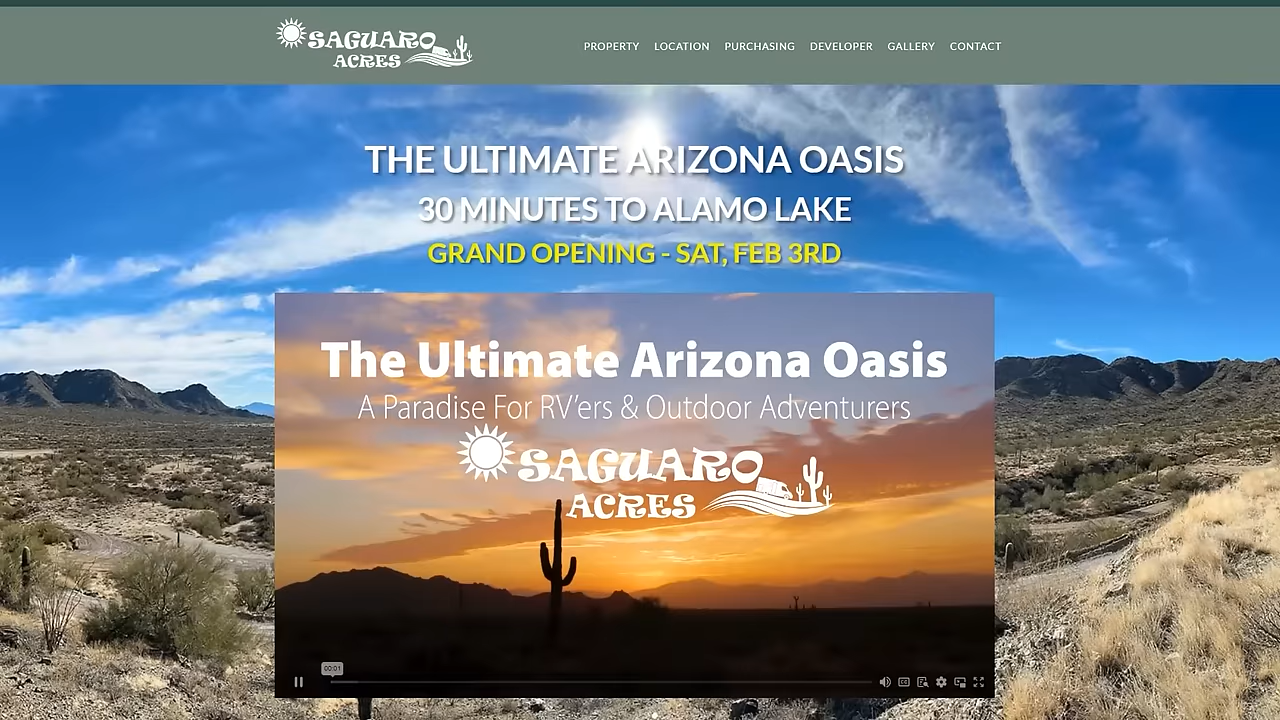 SAGUARO
ACRES
PROPERTY LOCATION PURCHASING DEVELOPER GALLERY CONTACT
THE ULTIMATE ARIZONA OASIS
30 MINUTES TO ALAMO LAKE
GRAND OPENING - SAT, FEB 3RD
The Ultimate Arizona Oasis
A Paradise For RV'ers & Outdoor Adventurers
SAGUARO
ACRES
00:01
CC